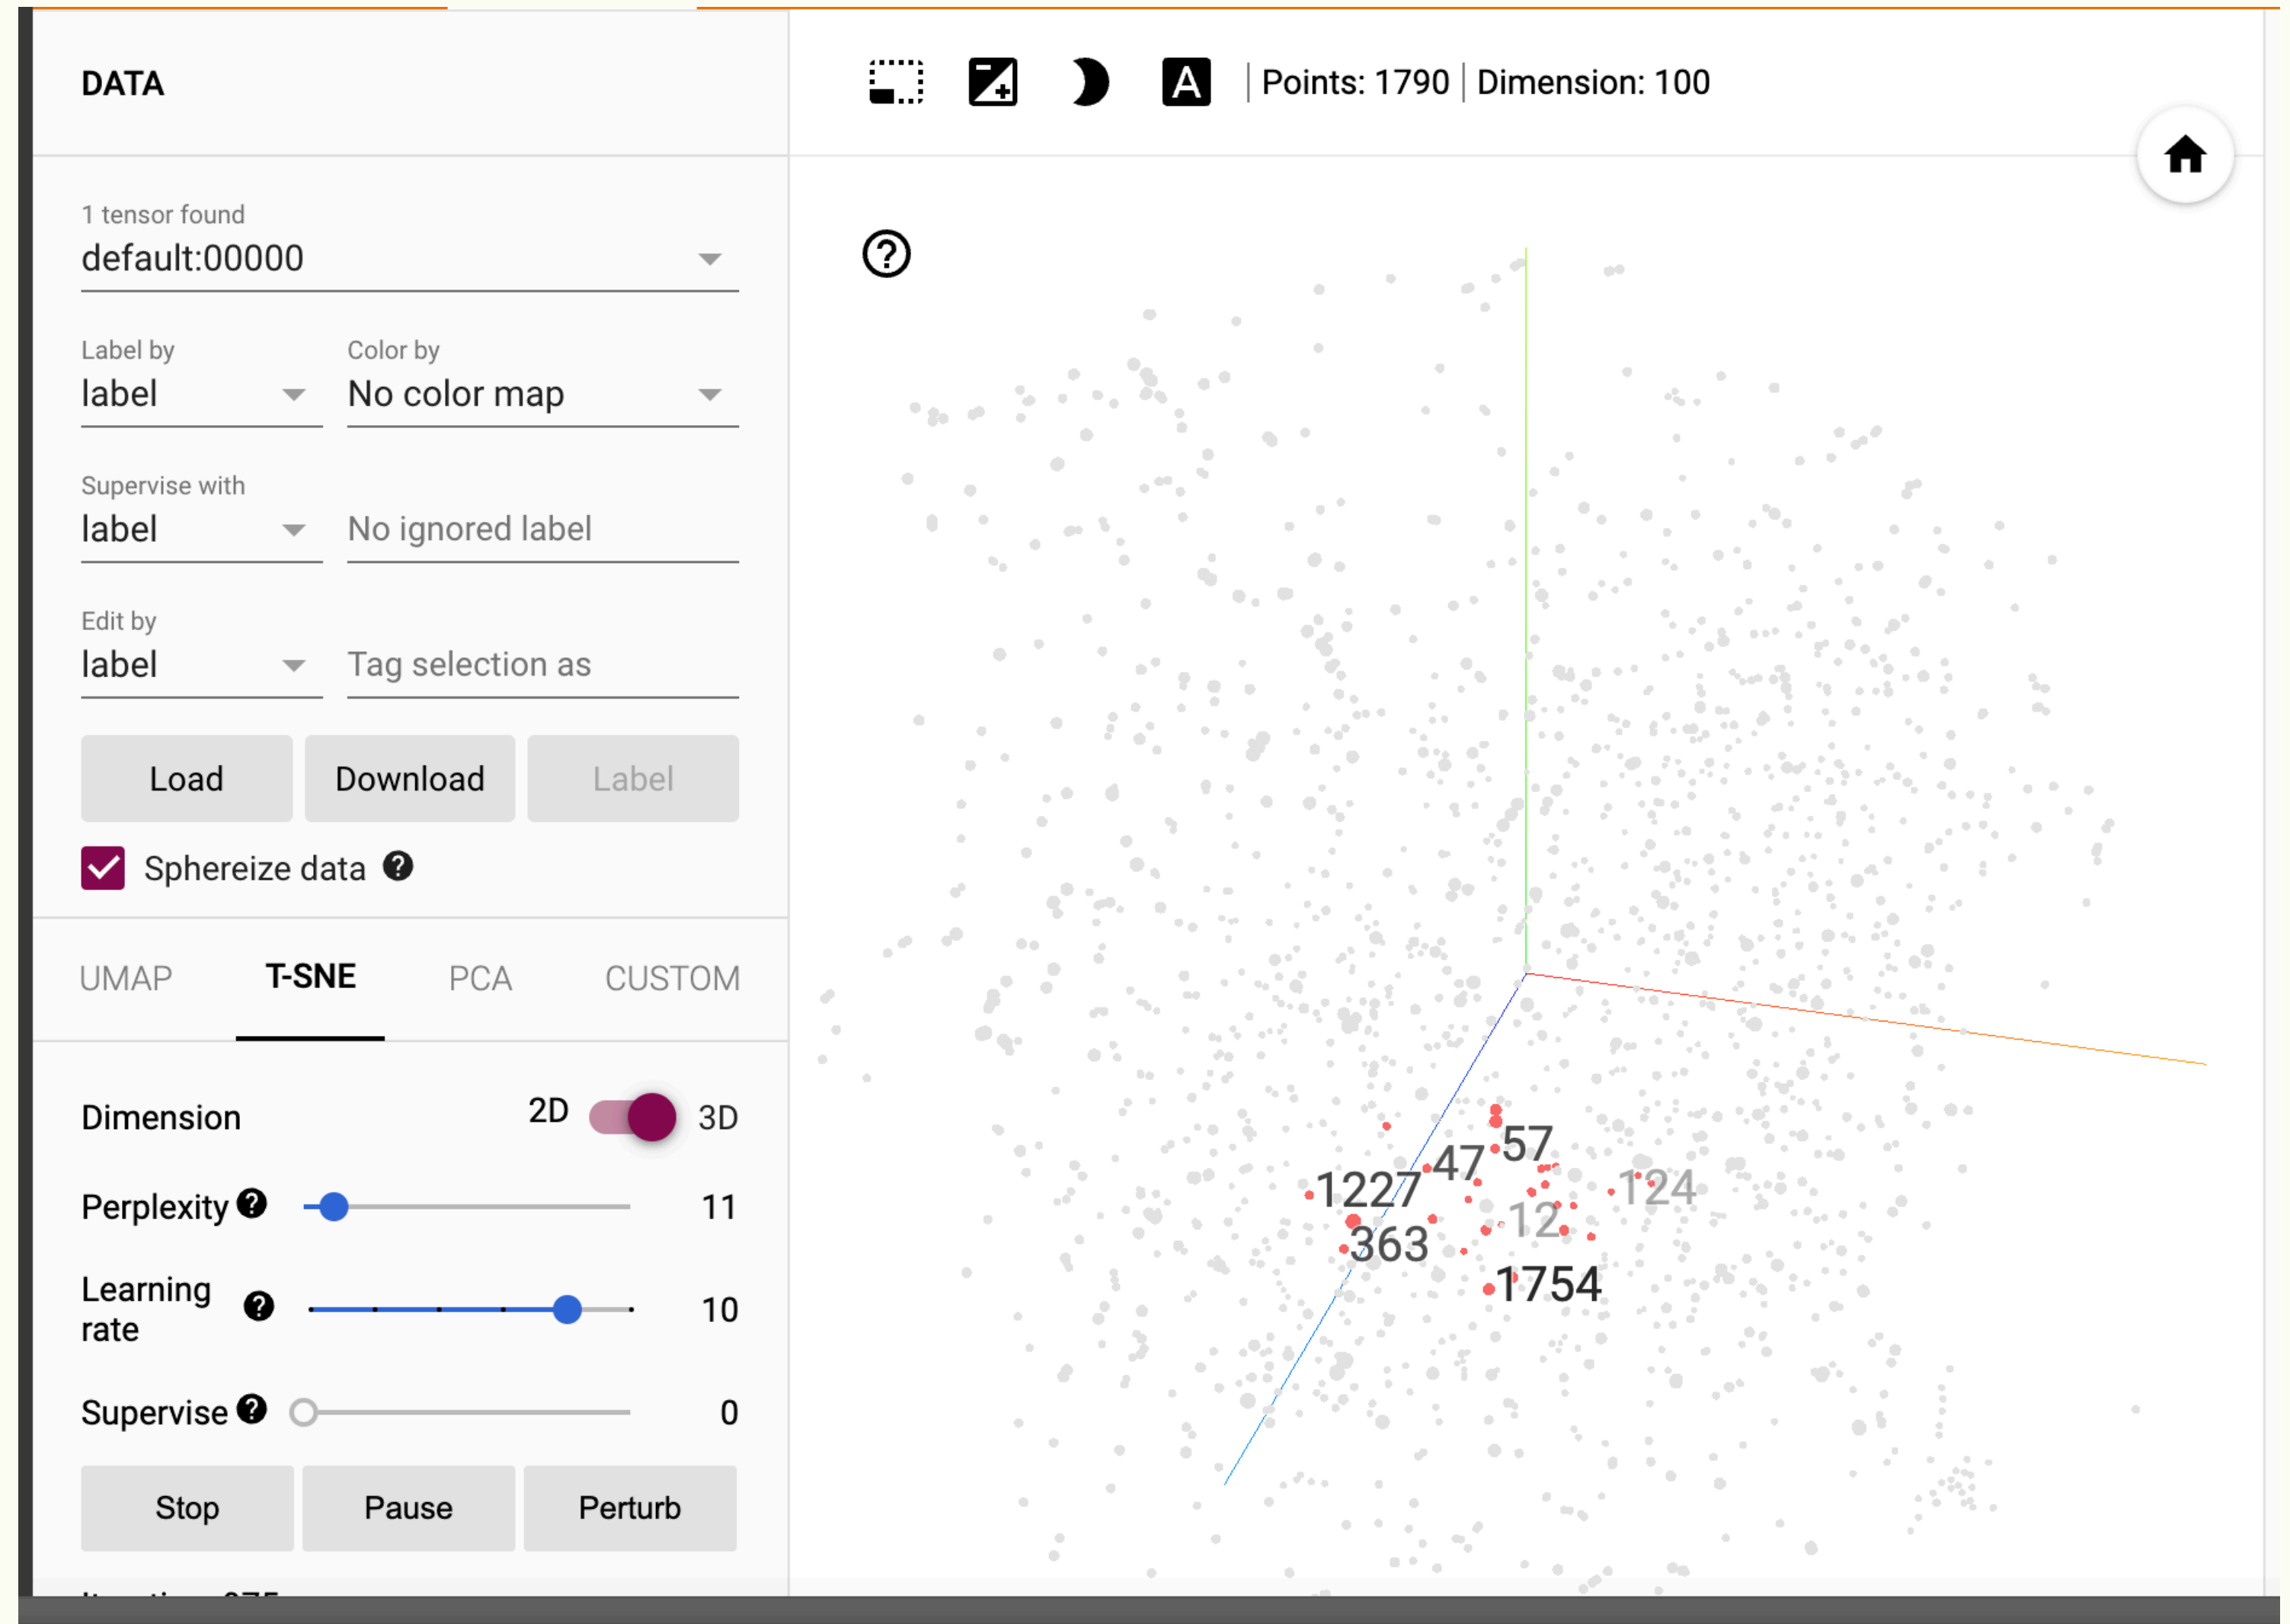 DATA
A
Points: 1790
Dimension: 100
1 tensor found
default:00000
Label by
label
Color by
No color map
Supervise with
label
No ignored label
Edit by
label
Tag selection as
Load
Download
Label
Sphereize data
UMAP
T-SNE
PCA
CUSTOM
Dimension
2D
3D
Perplexity
11
Learning
rate
10
Supervise
0
Stop
Pause
Perturb
57
47
1227
124
12
363
1754